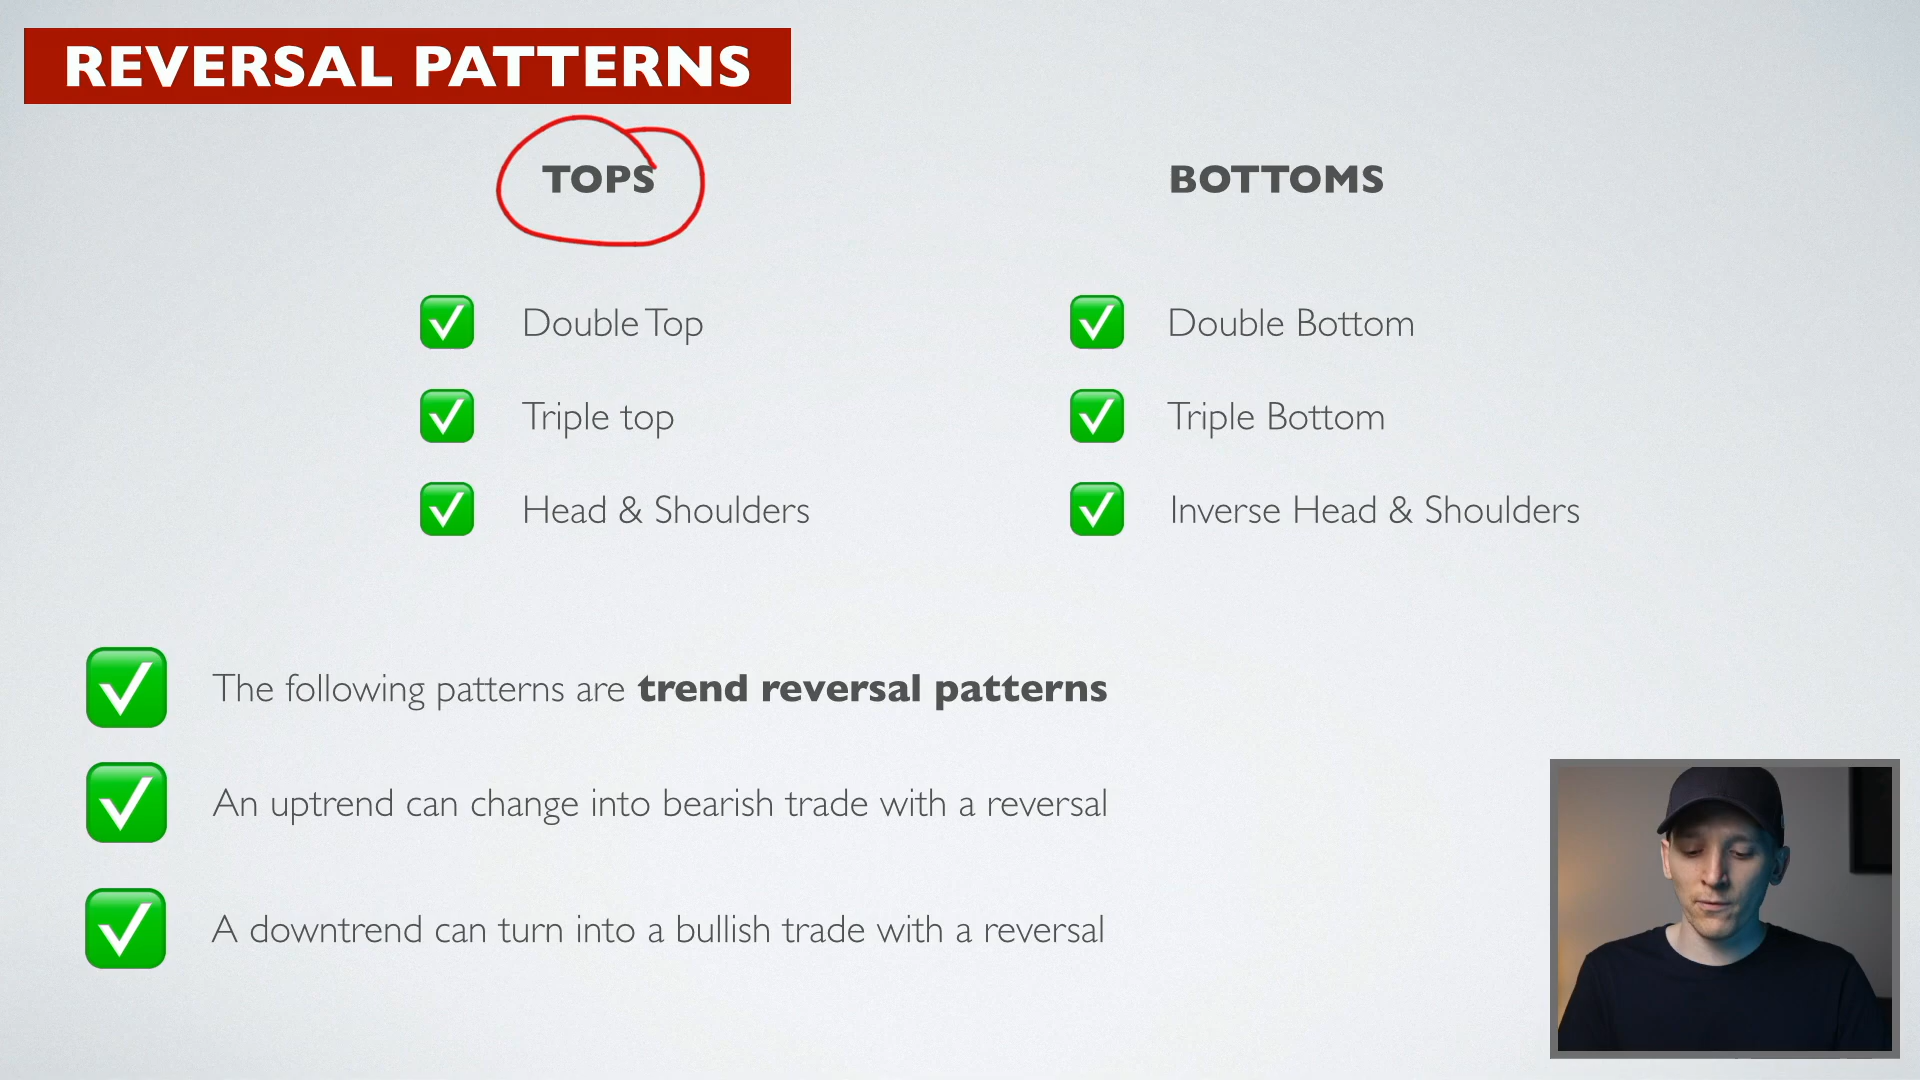 REVERSAL PATTERNS
TOPS
Double Top
Triple top
Head & Shoulders
BOTTOMS
Double Bottom
Triple Bottom
Inverse Head & Shoulders
The following patterns are trend reversal patterns
An uptrend can change into bearish trade with a reversal
A downtrend can turn into a bullish trade with a reversal